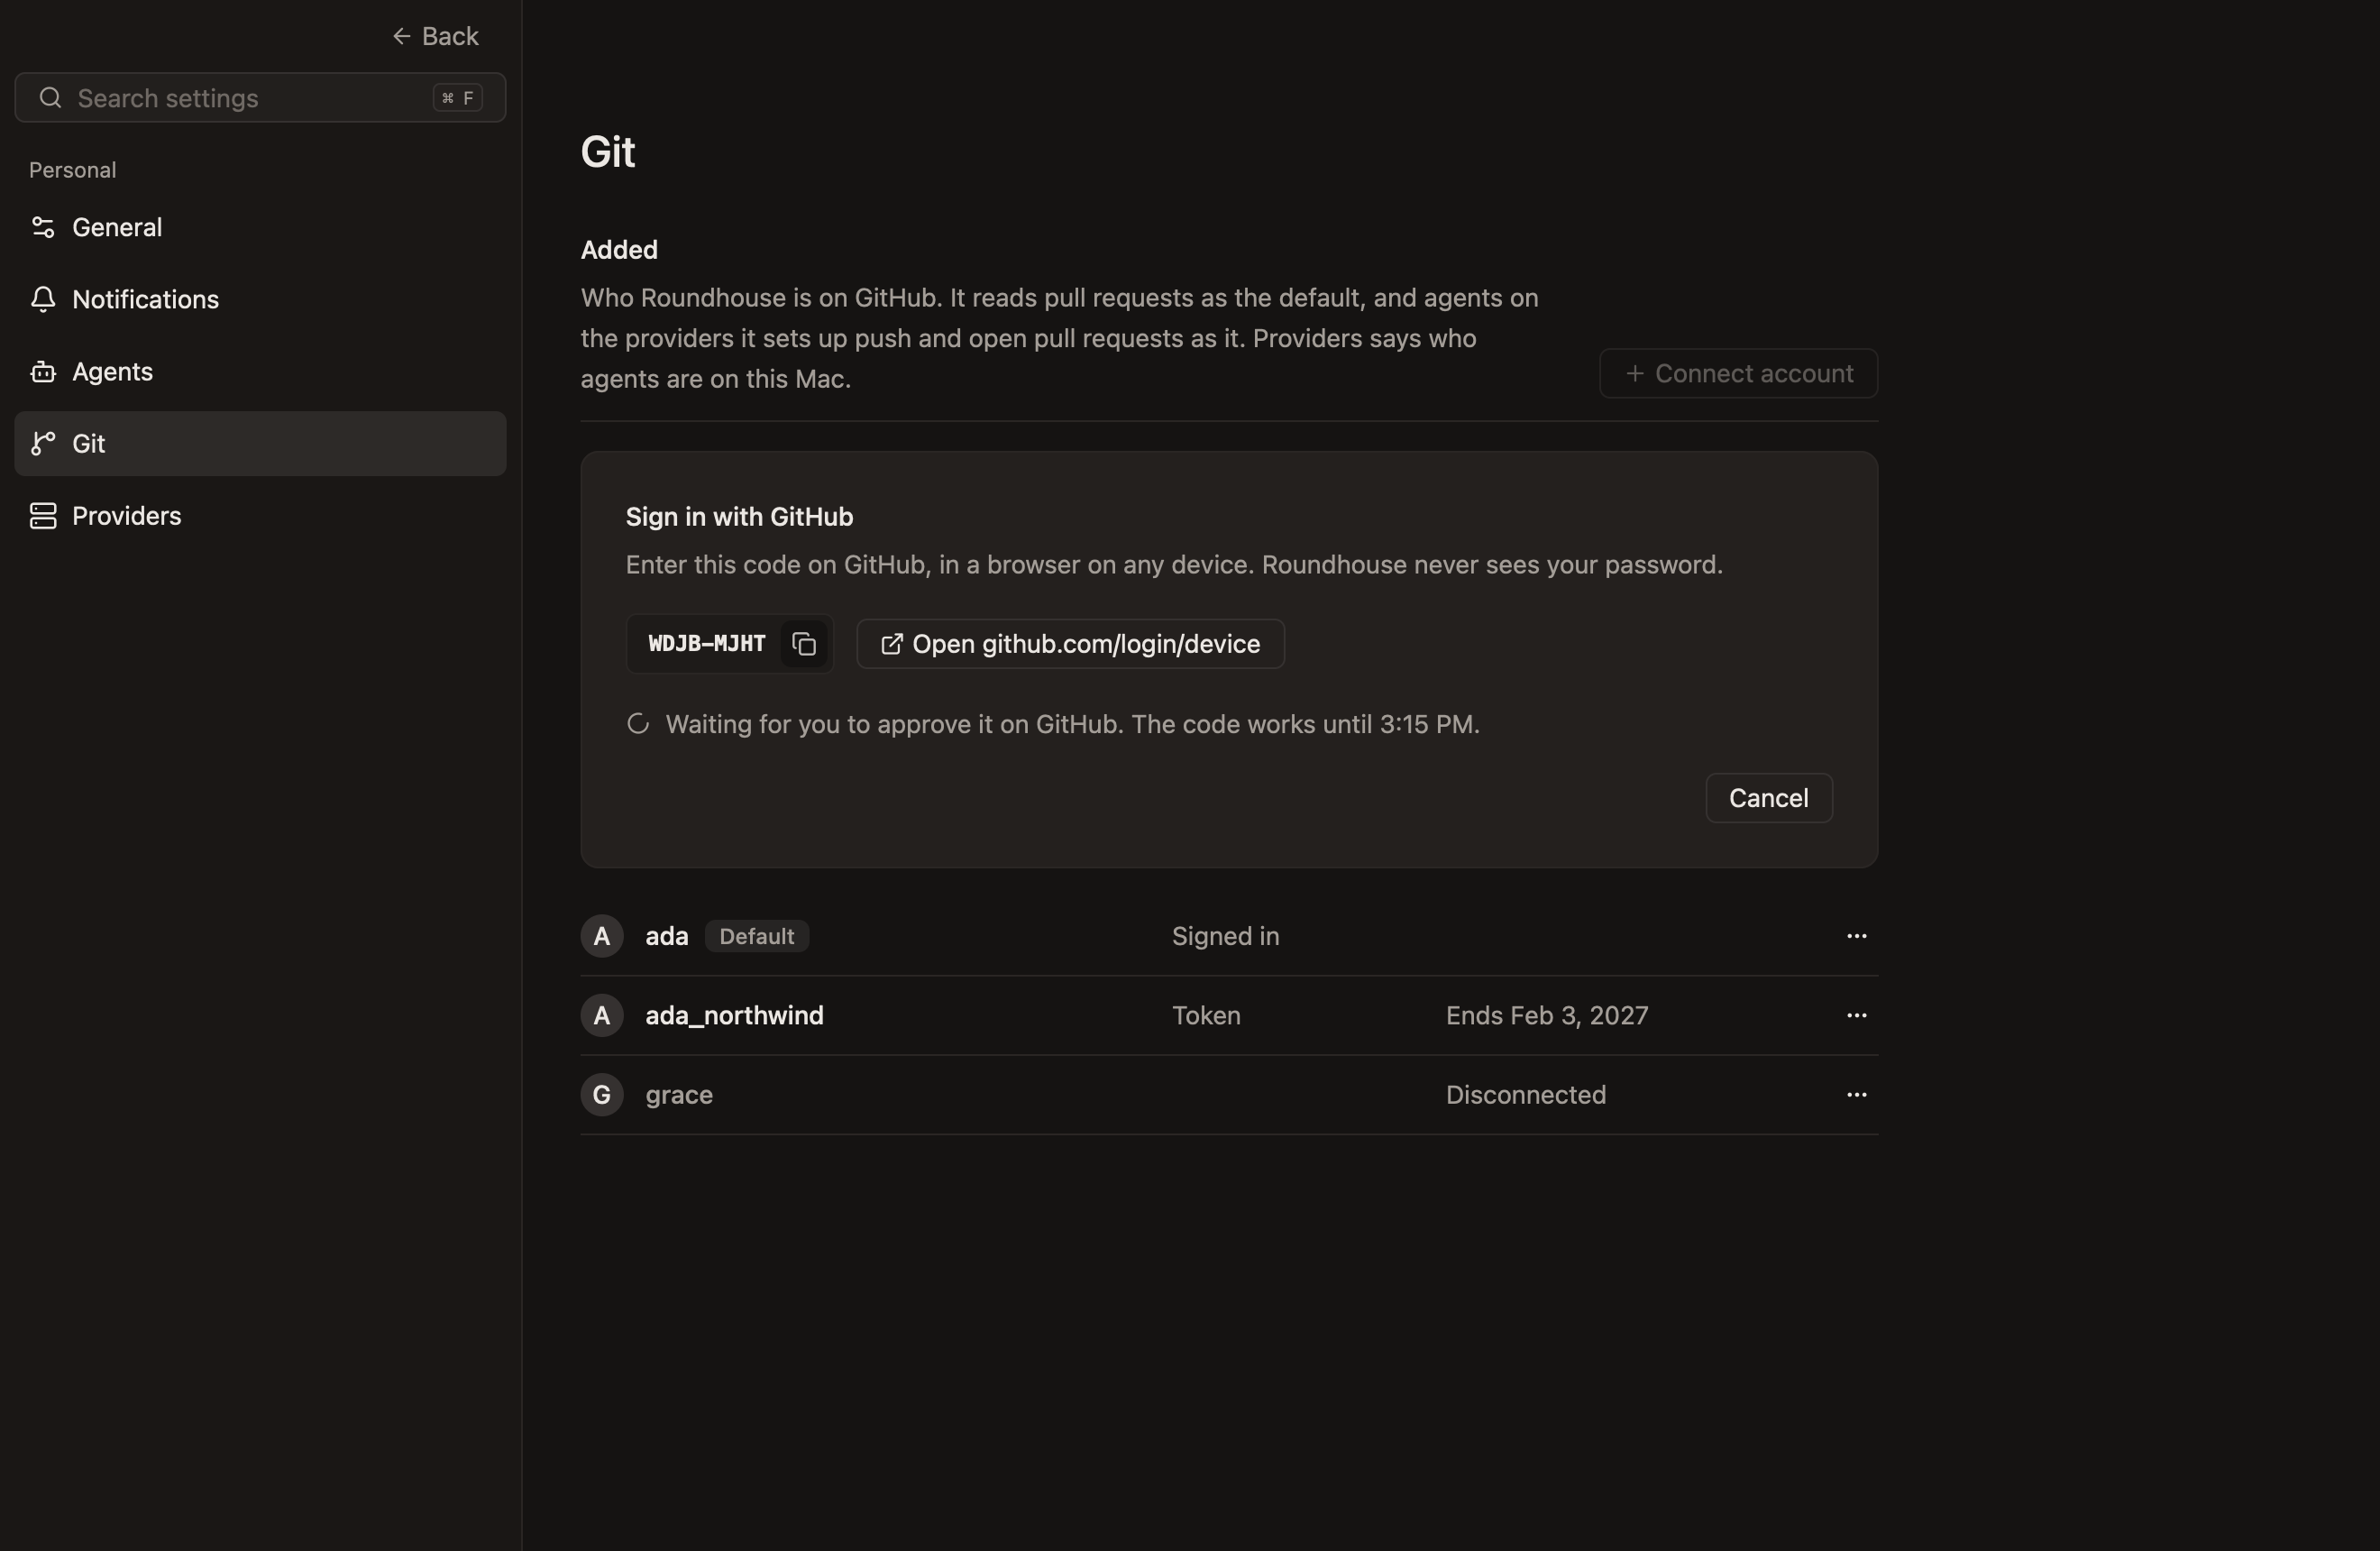 Back
Search settings
⌘ F
Personal
General
Notifications
Agents
Git
Providers
Git
Added
Who Roundhouse is on GitHub. It reads pull requests as the default, and agents on
the providers it sets up push and open pull requests as it. Providers says who
agents are on this Mac.
Connect account
Sign in with GitHub
Enter this code on GitHub, in a browser on any device. Roundhouse never sees your password.
WDJB-MJHT
Open github.com/login/device
Waiting for you to approve it on GitHub. The code works until 3:15 PM.
Cancel
A ada Default Signed in
A ada_northwind Token Ends Feb 3, 2027
G grace Disconnected